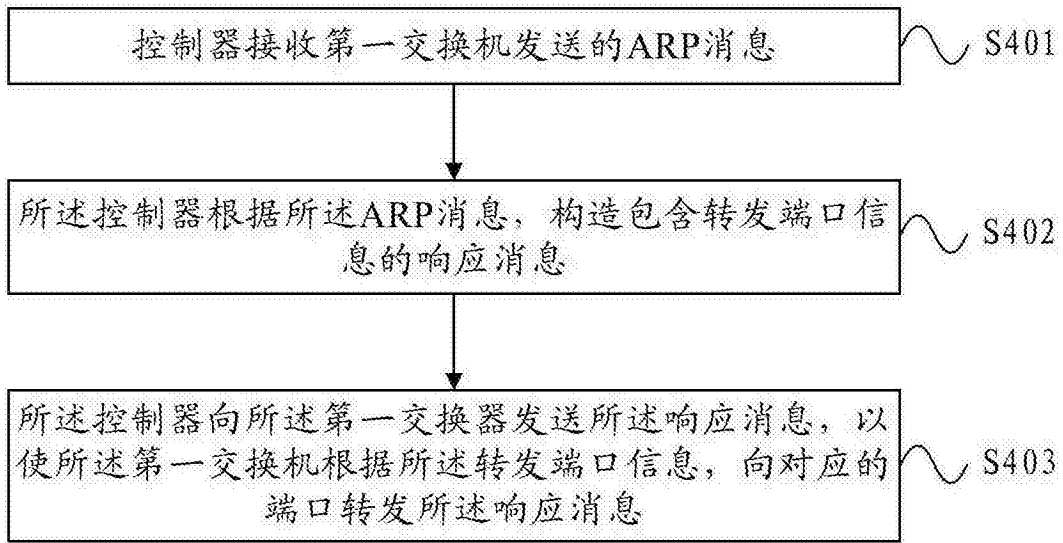 控制器接收第一交换机发送的ARP消息
S401
所述控制器根据所述ARP消息，构造包含转发端口信
息的响应消息
S402
所述控制器向所述第一交换器发送所述响应消息，以
使所述第一交换机根据所述转发端口信息，向对应的
端口转发所述响应消息
S403